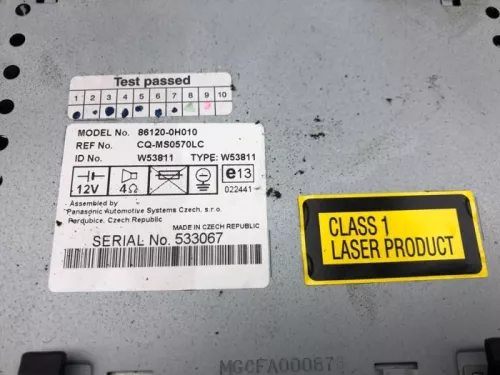 Test passed
1 2 3 4 5 6 7 8 9 10
MODEL No. 86120-0H010
REF No. CQ-MS0570LC
ID No. W53811 TYPE: W53811
12V 4Ω e13
022441
Assembled by
Panasonic Automotive Systems Czech, s.r.o.
Pardubice, Czech Republic
MADE IN CZECH REPUBLIC
SERIAL No. 533067
CLASS 1
LASER PRODUCT